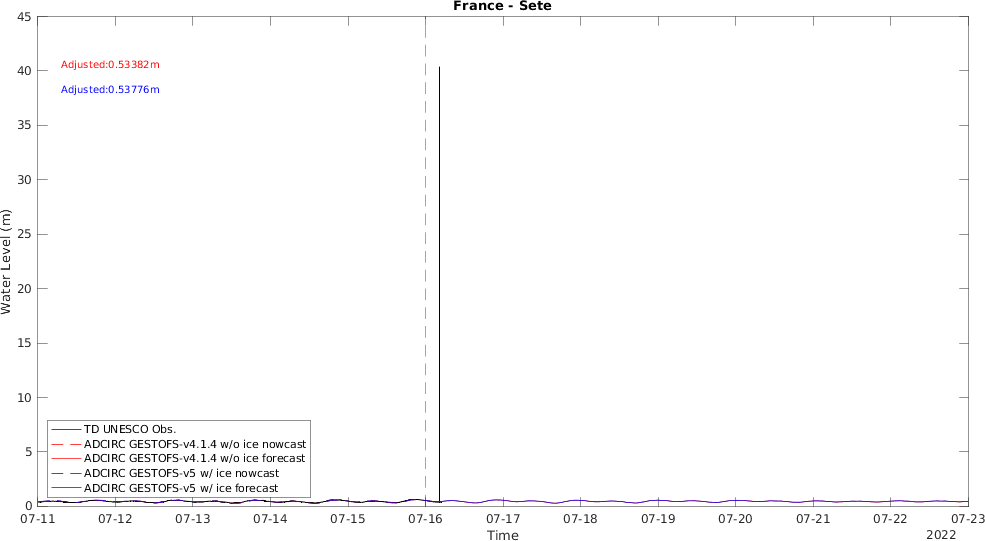 France - Sete
45
40
35
30
25
20
15
10
5
0
Water Level (m)
Adjusted:0.53382m
Adjusted:0.53776m
TD UNESCO Obs.
ADCIRC GESTOFS-v4.1.4 w/o ice nowcast
ADCIRC GESTOFS-v4.1.4 w/o ice forecast
ADCIRC GESTOFS-v5 w/ ice nowcast
ADCIRC GESTOFS-v5 w/ ice forecast
07-11 07-12 07-13 07-14 07-15 07-16 07-17 07-18 07-19 07-20 07-21 07-22 07-23
Time
2022